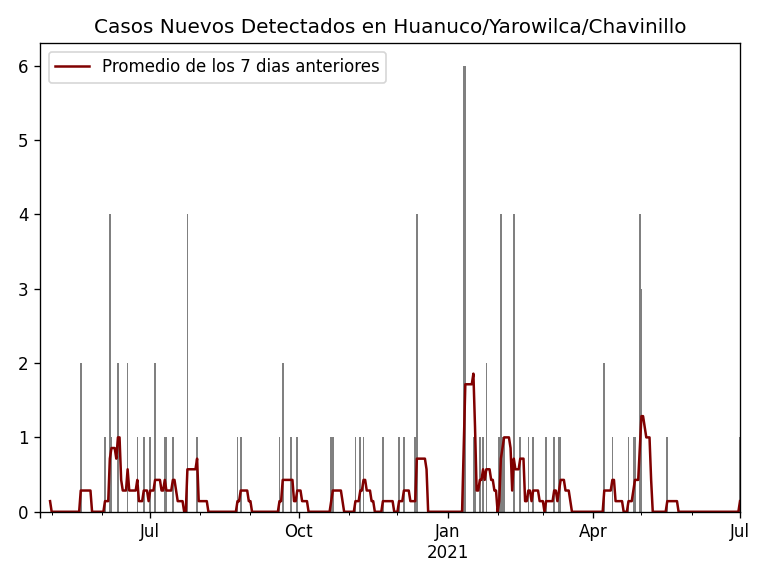 Casos Nuevos Detectados en Huanuco/Yarowilca/Chavinillo
Promedio de los 7 dias anteriores
6
5
4
3
2
1
0
Jul
Oct
Jan
2021
Apr
Jul